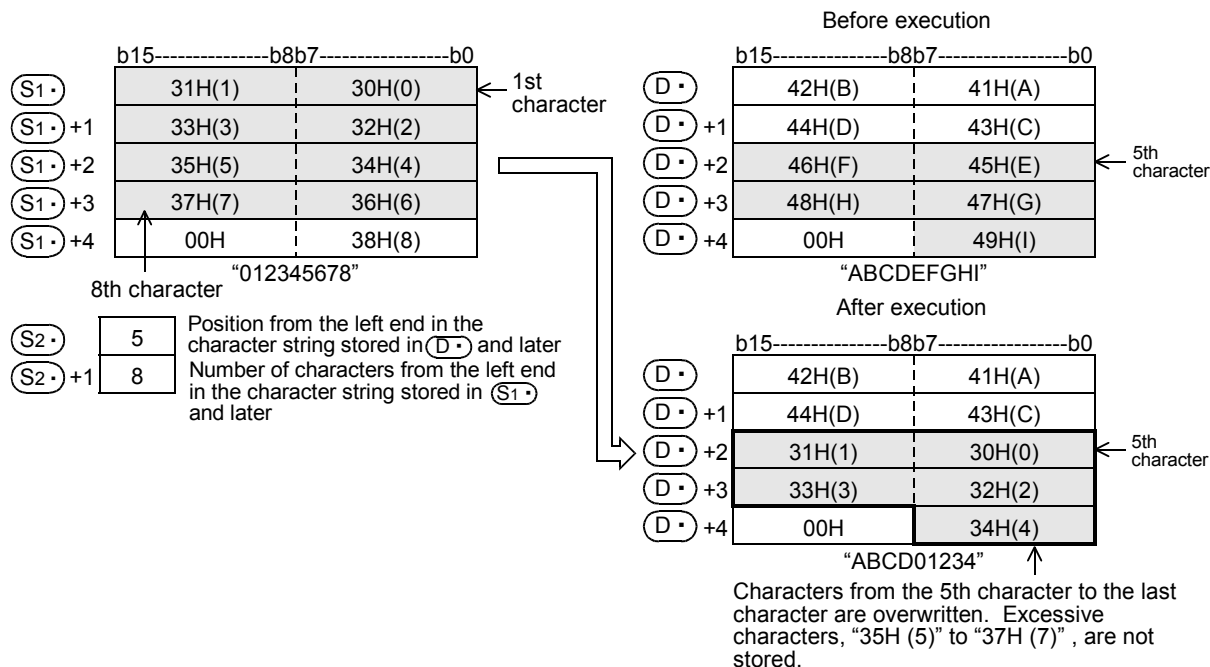 b15---------------b8b7-----------------b0
S1· 31H(1) 30H(0) 1st character
S1· +1 33H(3) 32H(2)
S1· +2 35H(5) 34H(4)
S1· +3 37H(7) 36H(6)
S1· +4 00H 38H(8)
"012345678"
8th character
S2· 5 Position from the left end in the
character string stored in D· and later
S2· +1 8 Number of characters from the left end
in the character string stored in S1·
and later
Before execution
b15---------------b8b7-----------------b0
D· 42H(B) 41H(A)
D· +1 44H(D) 43H(C)
D· +2 46H(F) 45H(E) 5th character
D· +3 48H(H) 47H(G)
D· +4 00H 49H(I)
"ABCDEFGHI"
After execution
b15---------------b8b7-----------------b0
D· 42H(B) 41H(A)
D· +1 44H(D) 43H(C)
D· +2 31H(1) 30H(0) 5th character
D· +3 33H(3) 32H(2)
D· +4 00H 34H(4)
"ABCD01234"
Characters from the 5th character to the last
character are overwritten. Excessive
characters, "35H (5)" to "37H (7)" , are not
stored.